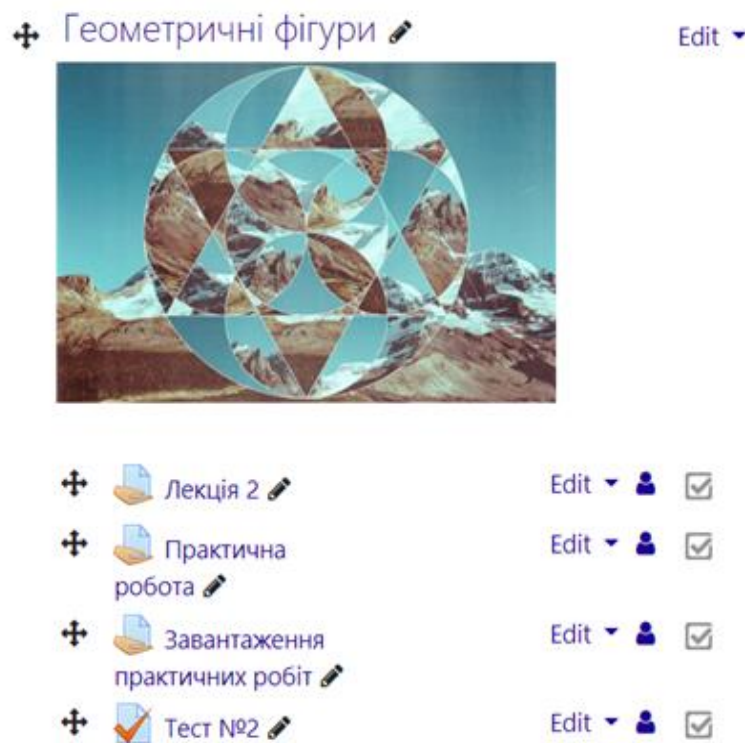 Геометричні фігури Edit
Лекція 2 Edit
Практична Edit
робота
Завантаження Edit
практичних робіт
Тест №2 Edit